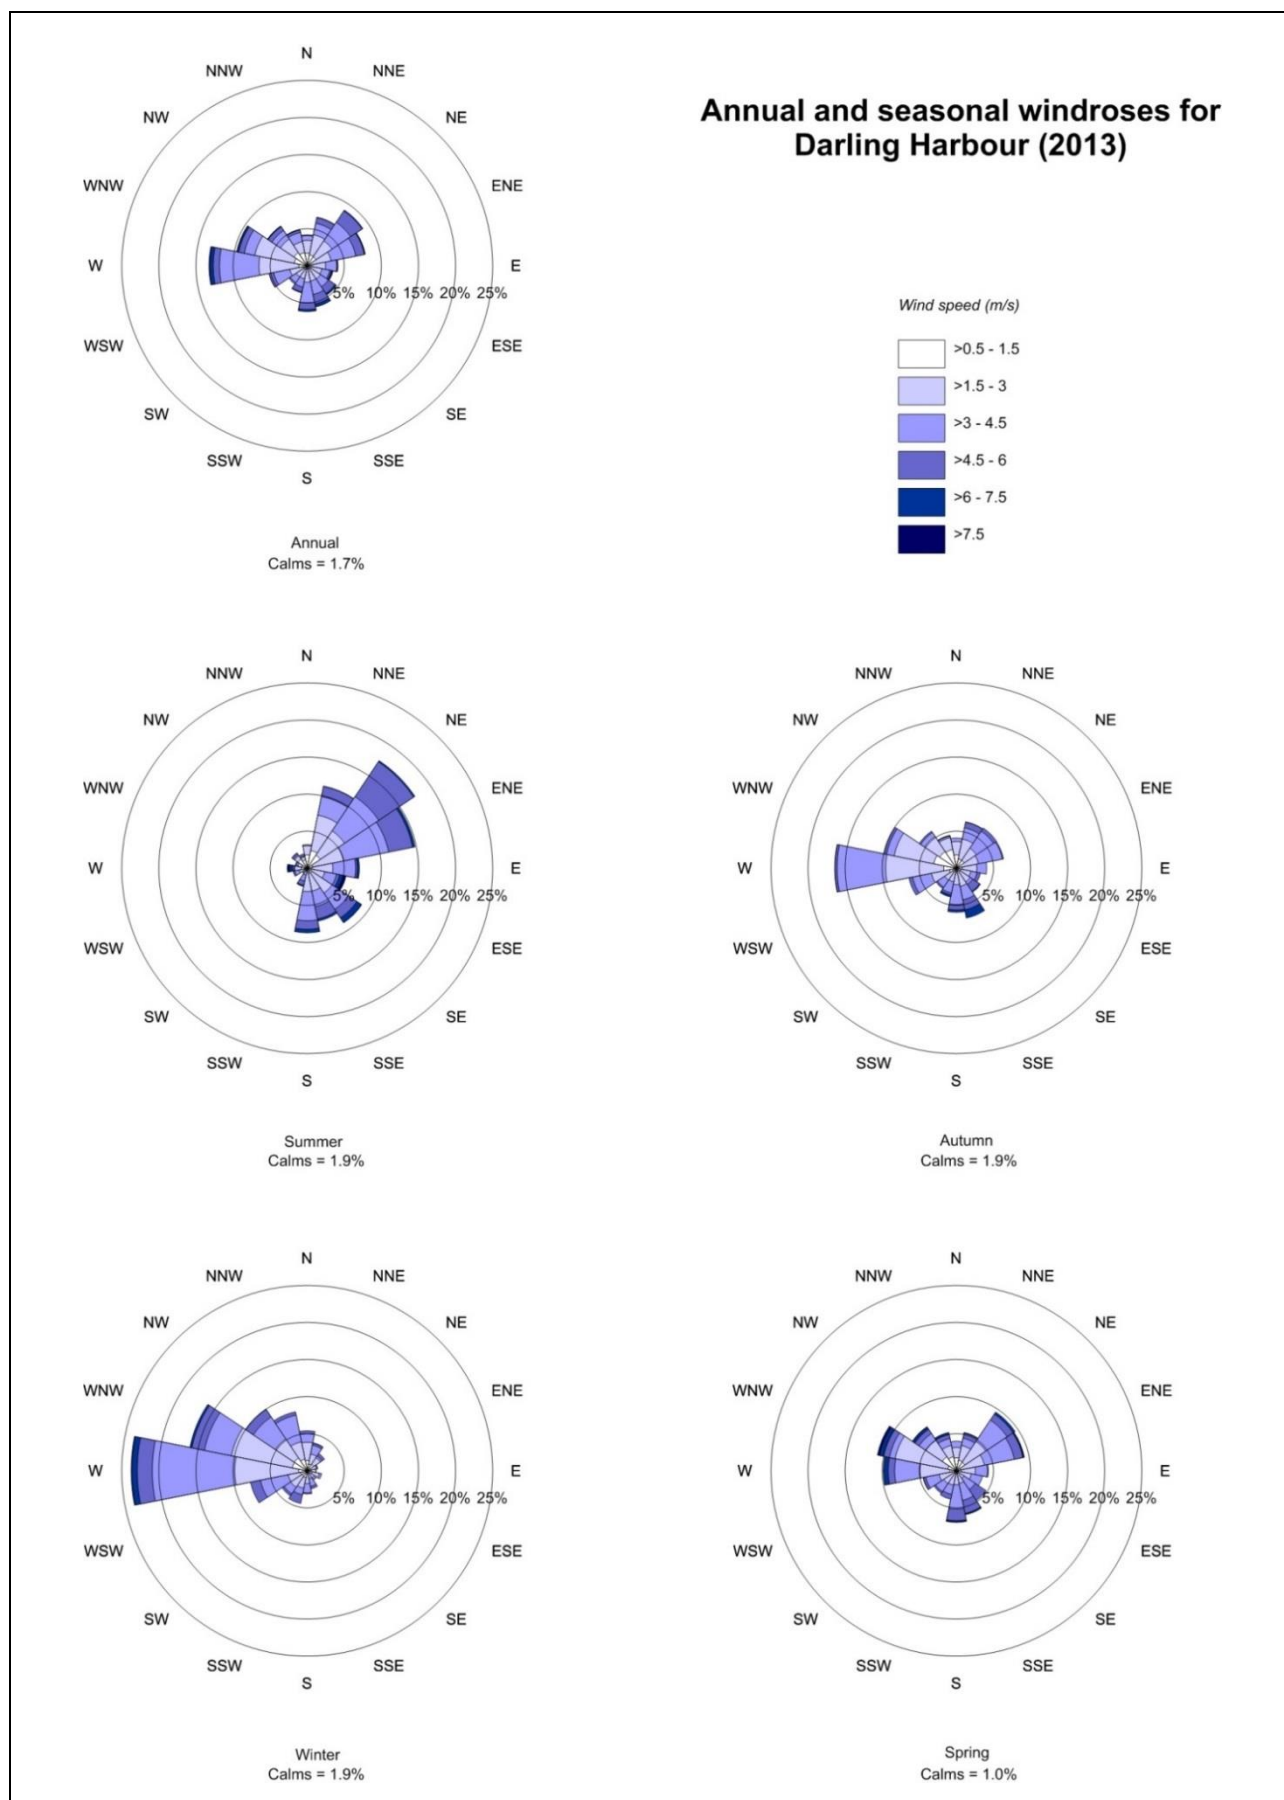 Annual and seasonal windroses for
Darling Harbour (2013)
N
NNW
NNE
NW
NE
WNW
ENE
W
E
5% 10% 15% 20% 25%
WSW
ESE
SW
SE
SSW
SSE
S
Annual
Calms = 1.7%
Wind speed (m/s)
>0.5 - 1.5
>1.5 - 3
>3 - 4.5
>4.5 - 6
>6 - 7.5
>7.5
N
NNW
NNE
NW
NE
WNW
ENE
W
E
5% 10% 15% 20% 25%
WSW
ESE
SW
SE
SSW
SSE
S
Summer
Calms = 1.9%
N
NNW
NNE
NW
NE
WNW
ENE
W
E
5% 10% 15% 20% 25%
WSW
ESE
SW
SE
SSW
SSE
S
Autumn
Calms = 1.9%
N
NNW
NNE
NW
NE
WNW
ENE
W
E
5% 10% 15% 20% 25%
WSW
ESE
SW
SE
SSW
SSE
S
Winter
Calms = 1.9%
N
NNW
NNE
NW
NE
WNW
ENE
W
E
5% 10% 15% 20% 25%
WSW
ESE
SW
SE
SSW
SSE
S
Spring
Calms = 1.0%